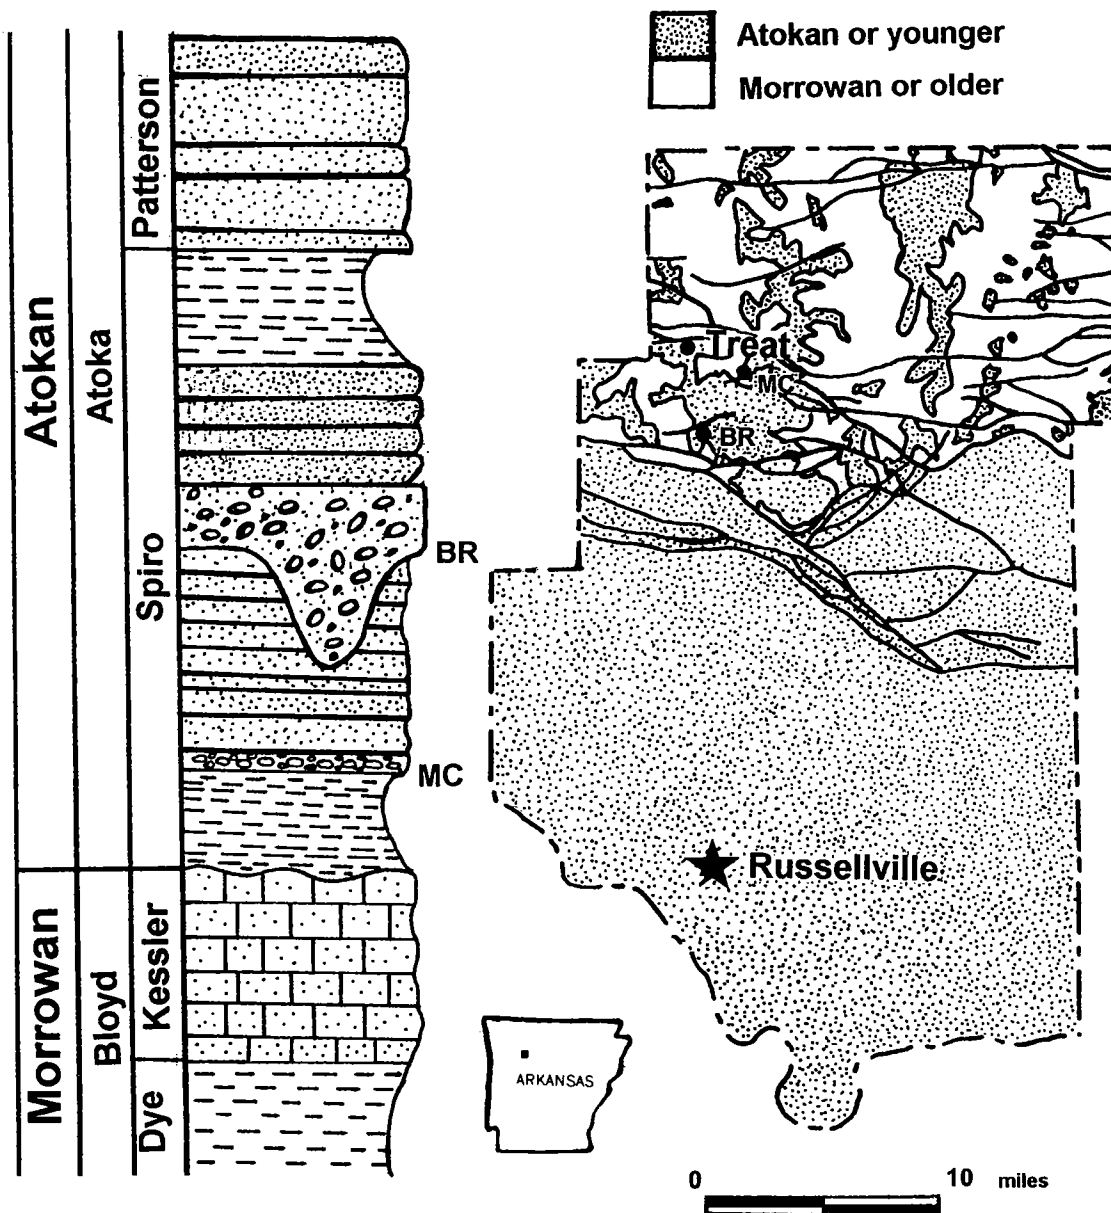 Atokan or younger
Morrowan or older
Patterson
Atokan
Atoka
Spiro
BR
MC
Morrowan
Bloyd
Kessler
Dye
Treat
MC
BR
Russellville
ARKANSAS
0 10 miles